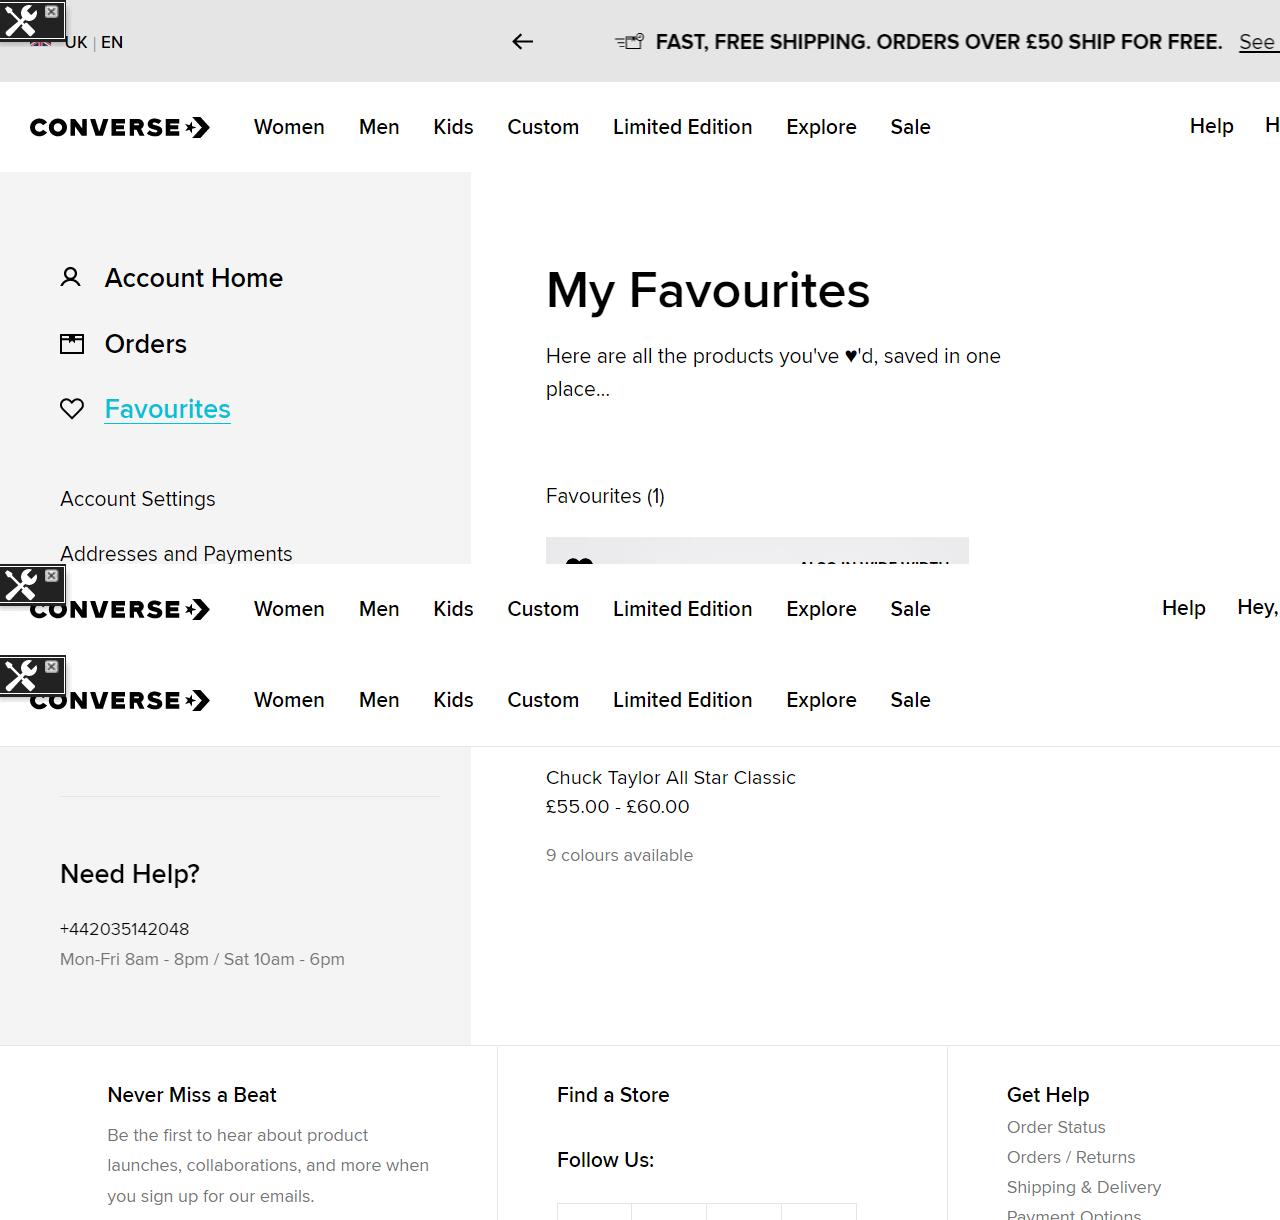 UK | EN
FAST, FREE SHIPPING. ORDERS OVER £50 SHIP FOR FREE. See
CONVERSE Women Men Kids Custom Limited Edition Explore Sale Help H
Account Home
Orders
Favourites
Account Settings
Addresses and Payments
My Favourites
Here are all the products you've ♥'d, saved in one
place...
Favourites (1)
ALSO IN WIDE WIDTH
CONVERSE Women Men Kids Custom Limited Edition Explore Sale Help Hey,
CONVERSE Women Men Kids Custom Limited Edition Explore Sale
Chuck Taylor All Star Classic
£55.00 - £60.00
9 colours available
Need Help?
+442035142048
Mon-Fri 8am - 8pm / Sat 10am - 6pm
Never Miss a Beat
Be the first to hear about product
launches, collaborations, and more when
you sign up for our emails.
Find a Store
Follow Us:
Get Help
Order Status
Orders / Returns
Shipping & Delivery
Payment Options